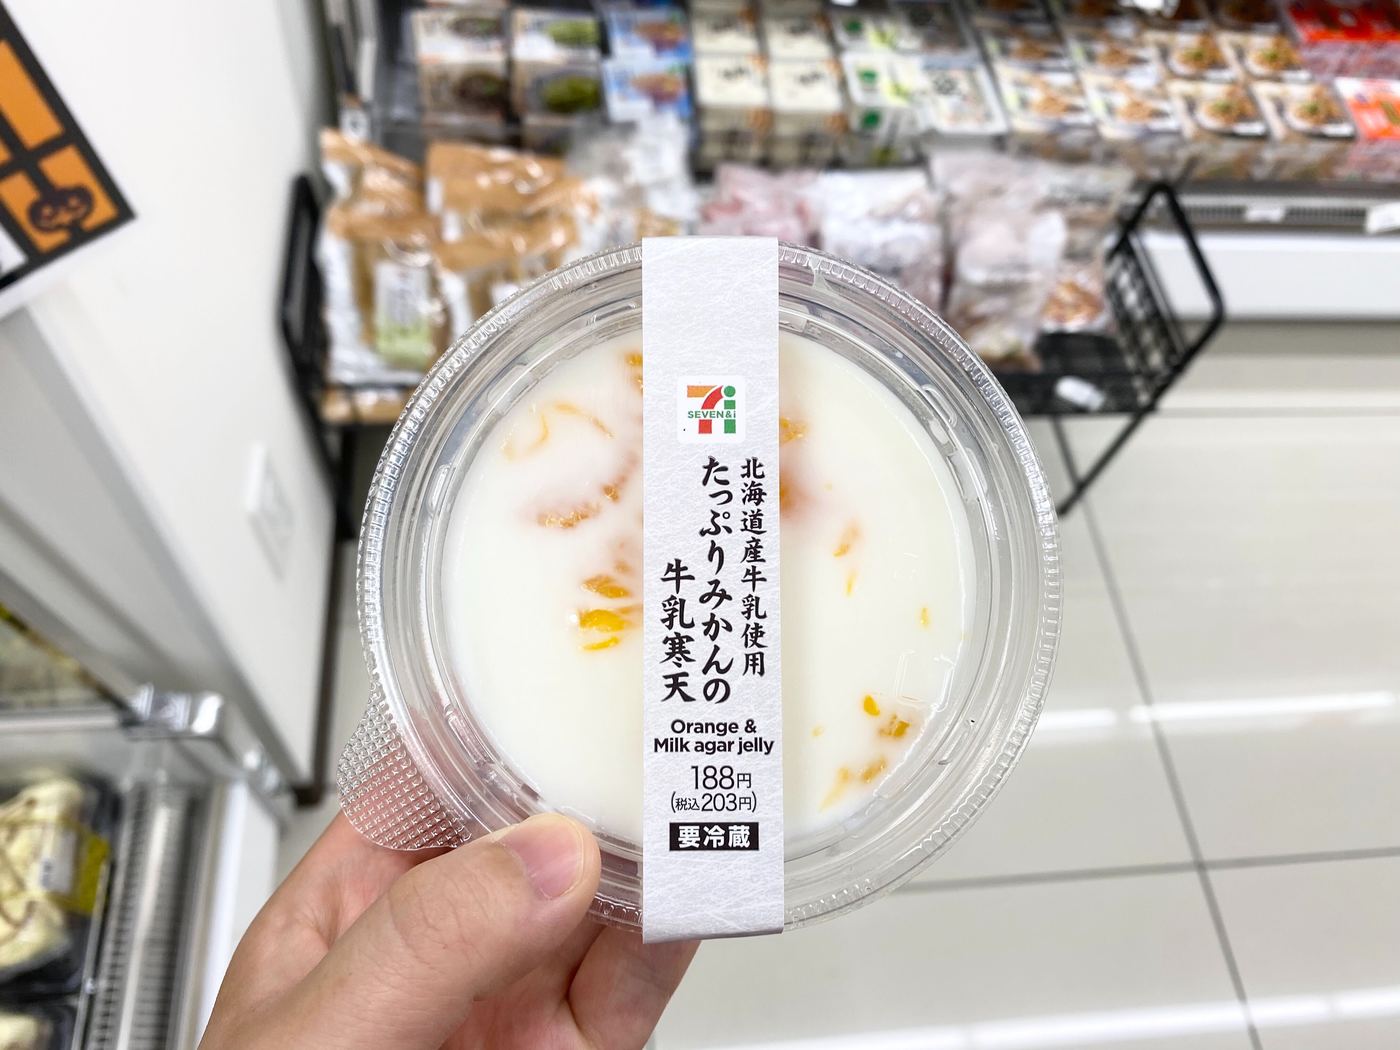 SEVEN&i
北海道産牛乳使用
たっぷりみかんの
牛乳寒天
Orange &
Milk agar jelly
188円
(税込203円)
要冷蔵